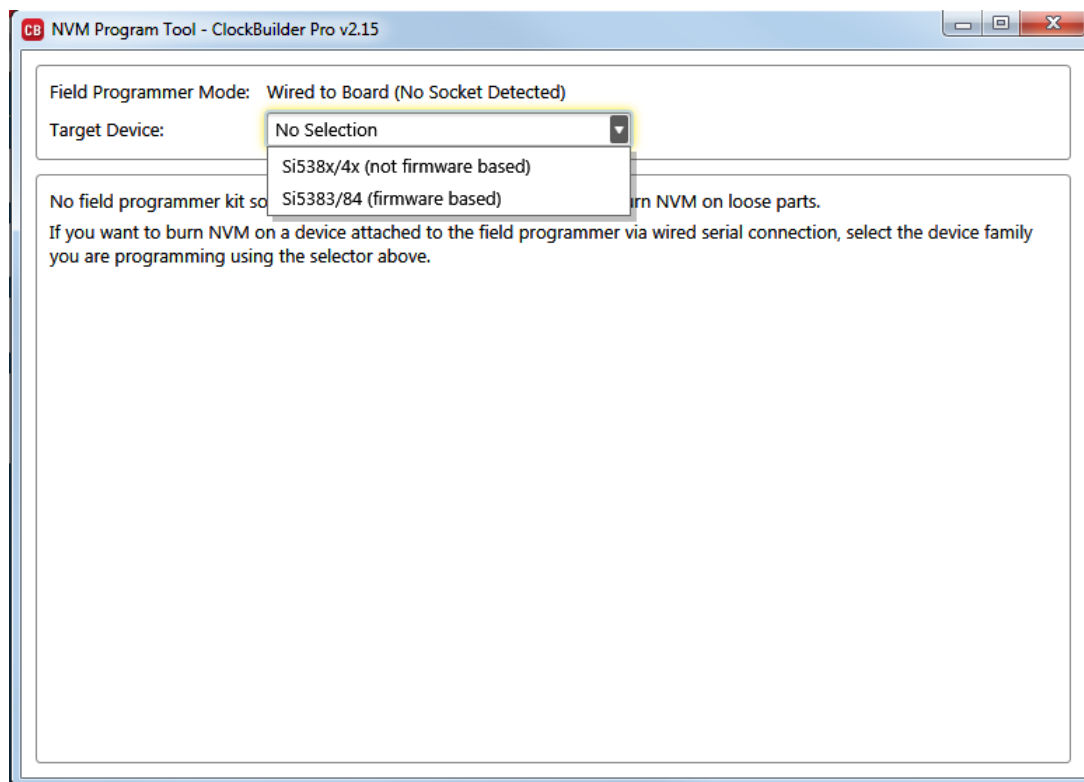 CB NVM Program Tool - ClockBuilder Pro v2.15
Field Programmer Mode: Wired to Board (No Socket Detected)
Target Device: No Selection
Si538x/4x (not firmware based)
Si5383/84 (firmware based)
No field programmer kit so rn NVM on loose parts.
If you want to burn NVM on a device attached to the field programmer via wired serial connection, select the device family
you are programming using the selector above.